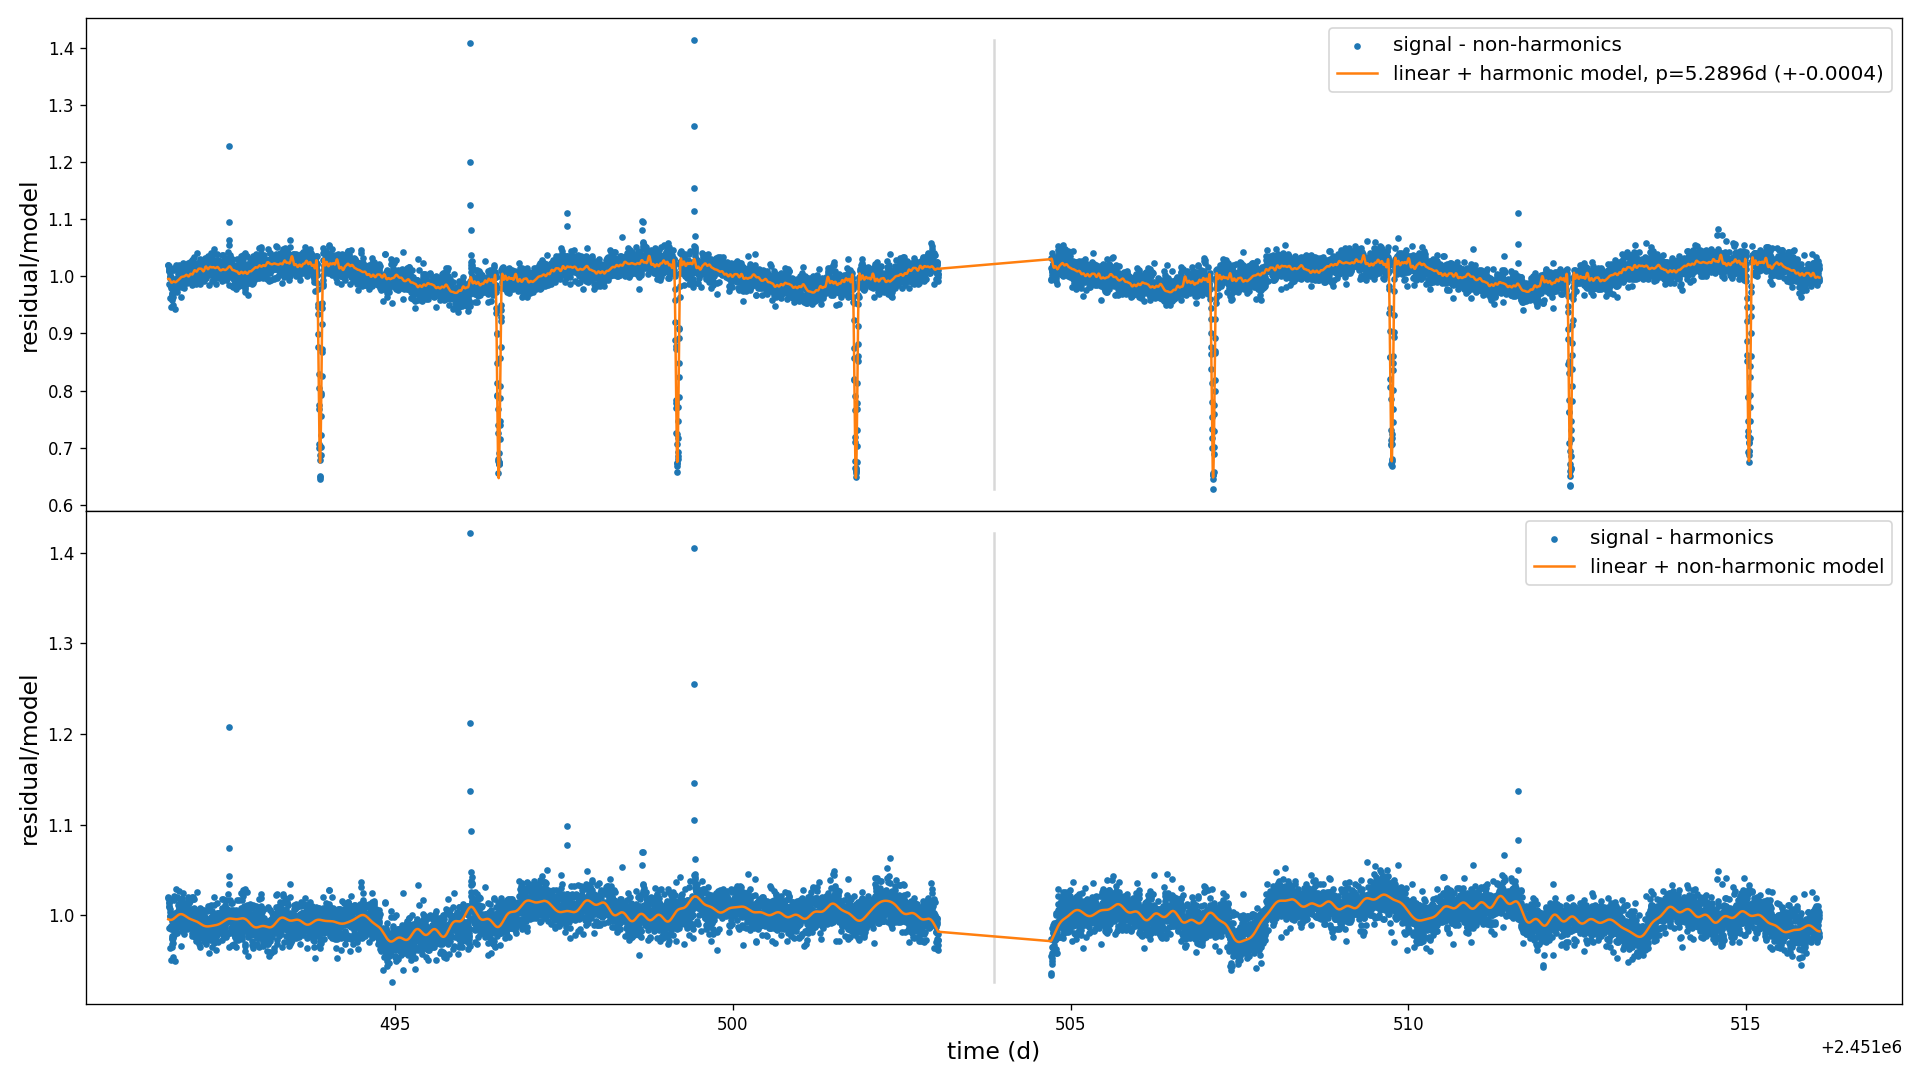 signal - non-harmonics
linear + harmonic model, p=5.2896d (+-0.0004)
residual/model
1.4
1.3
1.2
1.1
1.0
0.9
0.8
0.7
0.6
signal - harmonics
linear + non-harmonic model
residual/model
1.4
1.3
1.2
1.1
1.0
495
500
505
510
515
time (d)
+2.451e6